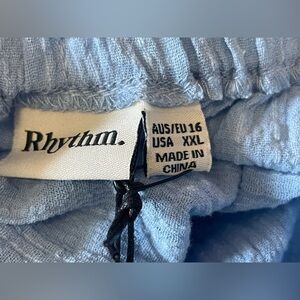 Rhythm.
AUS/EU 16
USA XXL
MADE IN
CHINA